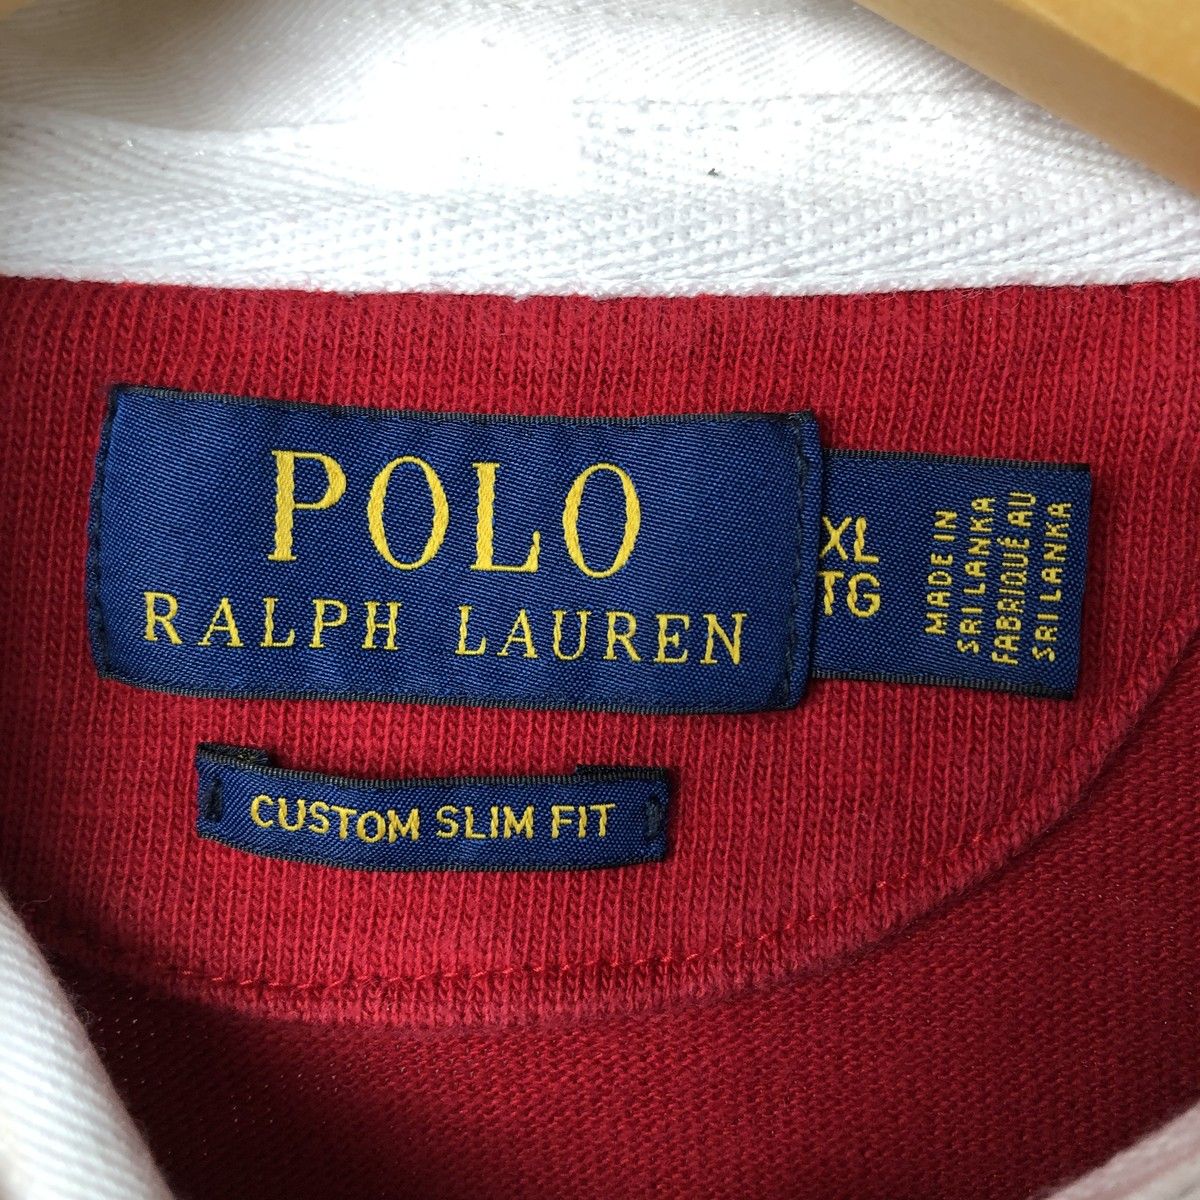 POLO
RALPH LAUREN
XL
TG
MADE IN
SRI LANKA
FABRIQUÉ AU
SRI LANKA
CUSTOM SLIM FIT